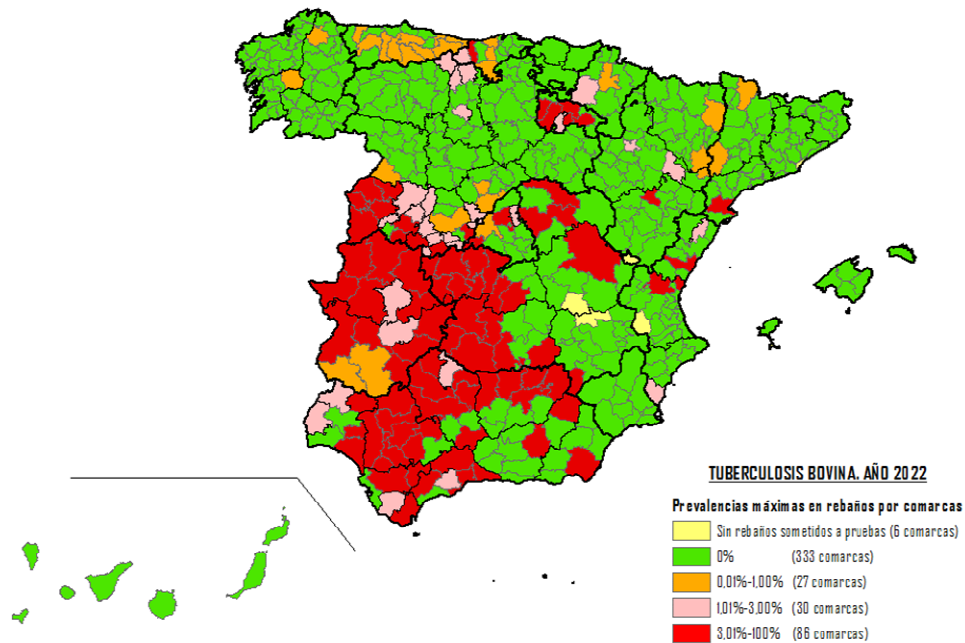 TUBERCULOSIS BOVINA. AÑO 2022
Prevalencias máximas en rebaños por comarcas
Sin rebaños sometidos a pruebas (6 comarcas)
0% (333 comarcas)
0,01%-1,00% (27 comarcas)
1,01%-3,00% (30 comarcas)
3,01%-100% (86 comarcas)